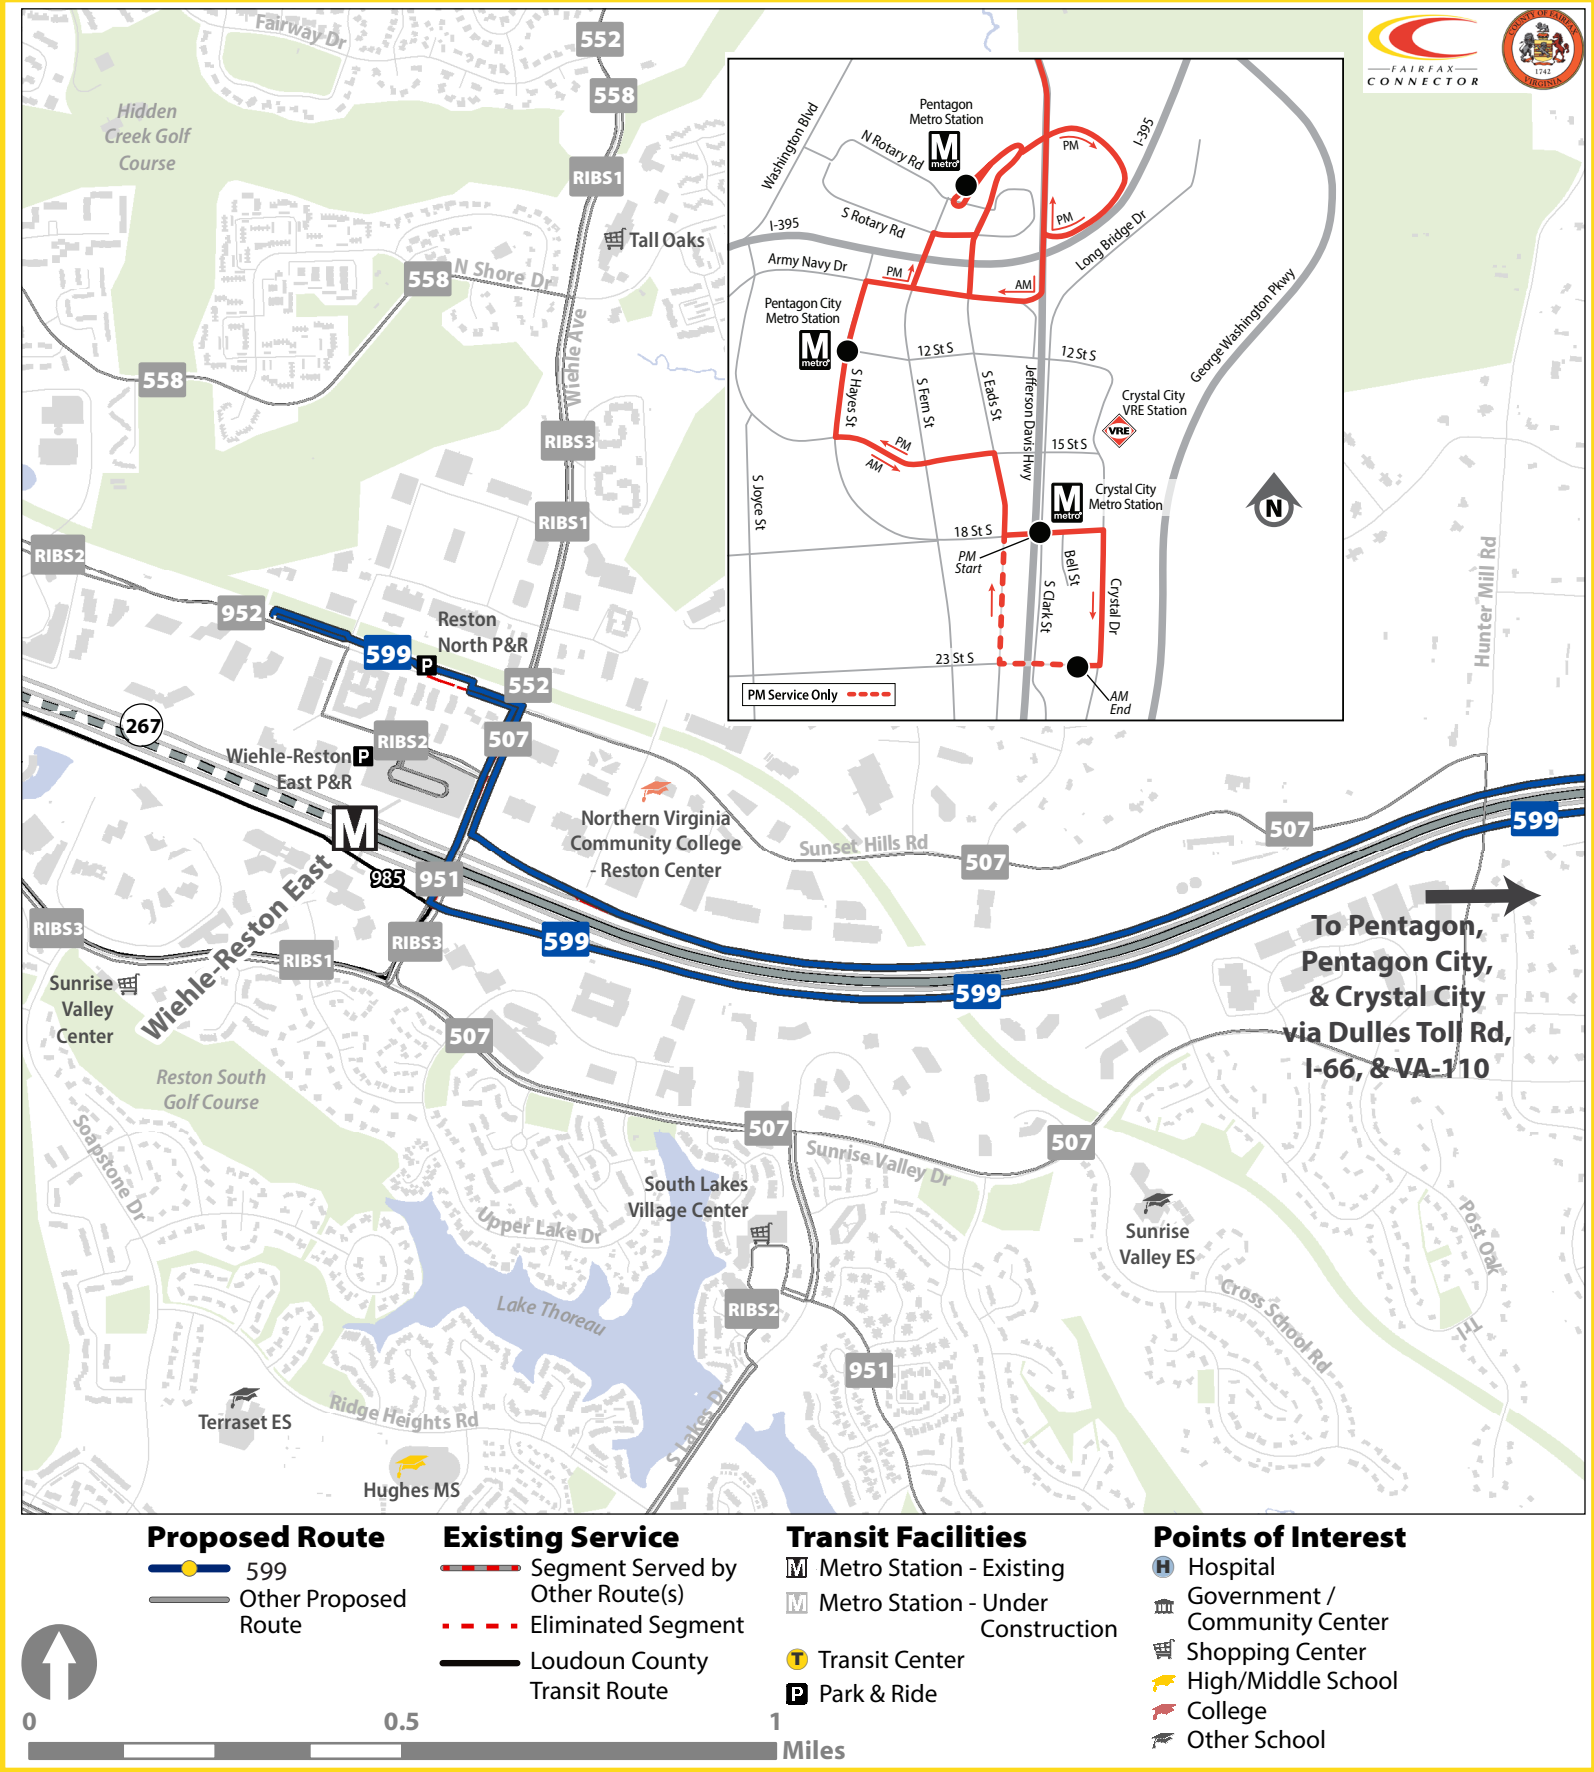 Fairway Dr
552
558
Hidden
Creek Golf
Course
RIBS1
Tall Oaks
N Shore Dr
558
Wiehle Ave
558
RIBS3
RIBS1
RIBS2
952
Reston
North P&R
599
P
552
267
RIBS2
507
Wiehle-Reston
East P&R
P
M
Northern Virginia
Community College
- Reston Center
Sunset Hills Rd
507
507
599
985
951
Wiehle-Reston East
RIBS3
RIBS3
RIBS1
599
599
To Pentagon,
Pentagon City,
& Crystal City
via Dulles Toll Rd,
I-66, & VA-110
Hunter Mill Rd
Sunrise
Valley
Center
507
Reston South
Golf Course
Soapstone Dr
507
Sunrise Valley Dr
507
South Lakes
Village Center
Upper Lake Dr
Sunrise
Valley ES
Post Oak
Trl
Cross School Rd
Lake Thoreau
RIBS2
951
S Lakes Dr
Terraset ES
Ridge Heights Rd
Hughes MS
FAIRFAX
CONNECTOR
COUNTY OF FAIRFAX
1742
VIRGINIA
Pentagon
Metro Station
M
metro
Washington Blvd
N Rotary Rd
PM
I-395
S Rotary Rd
PM
I-395
Long Bridge Dr
Army Navy Dr
PM
AM
Pentagon City
Metro Station
M
metro
12 St S
12 St S
George Washington Pkwy
S Hayes St
S Fern St
S Eads St
Jefferson Davis Hwy
Crystal City
VRE Station
VRE
PM
AM
15 St S
S Joyce St
M
metro
Crystal City
Metro Station
N
18 St S
PM
Start
Bell St
S Clark St
Crystal Dr
23 St S
AM
End
PM Service Only
Proposed Route
599
Other Proposed
Route
Existing Service
Segment Served by
Other Route(s)
Eliminated Segment
Loudoun County
Transit Route
Transit Facilities
M Metro Station - Existing
M Metro Station - Under
Construction
T Transit Center
P Park & Ride
Points of Interest
H Hospital
Government /
Community Center
Shopping Center
High/Middle School
College
Other School
0 0.5 1
Miles